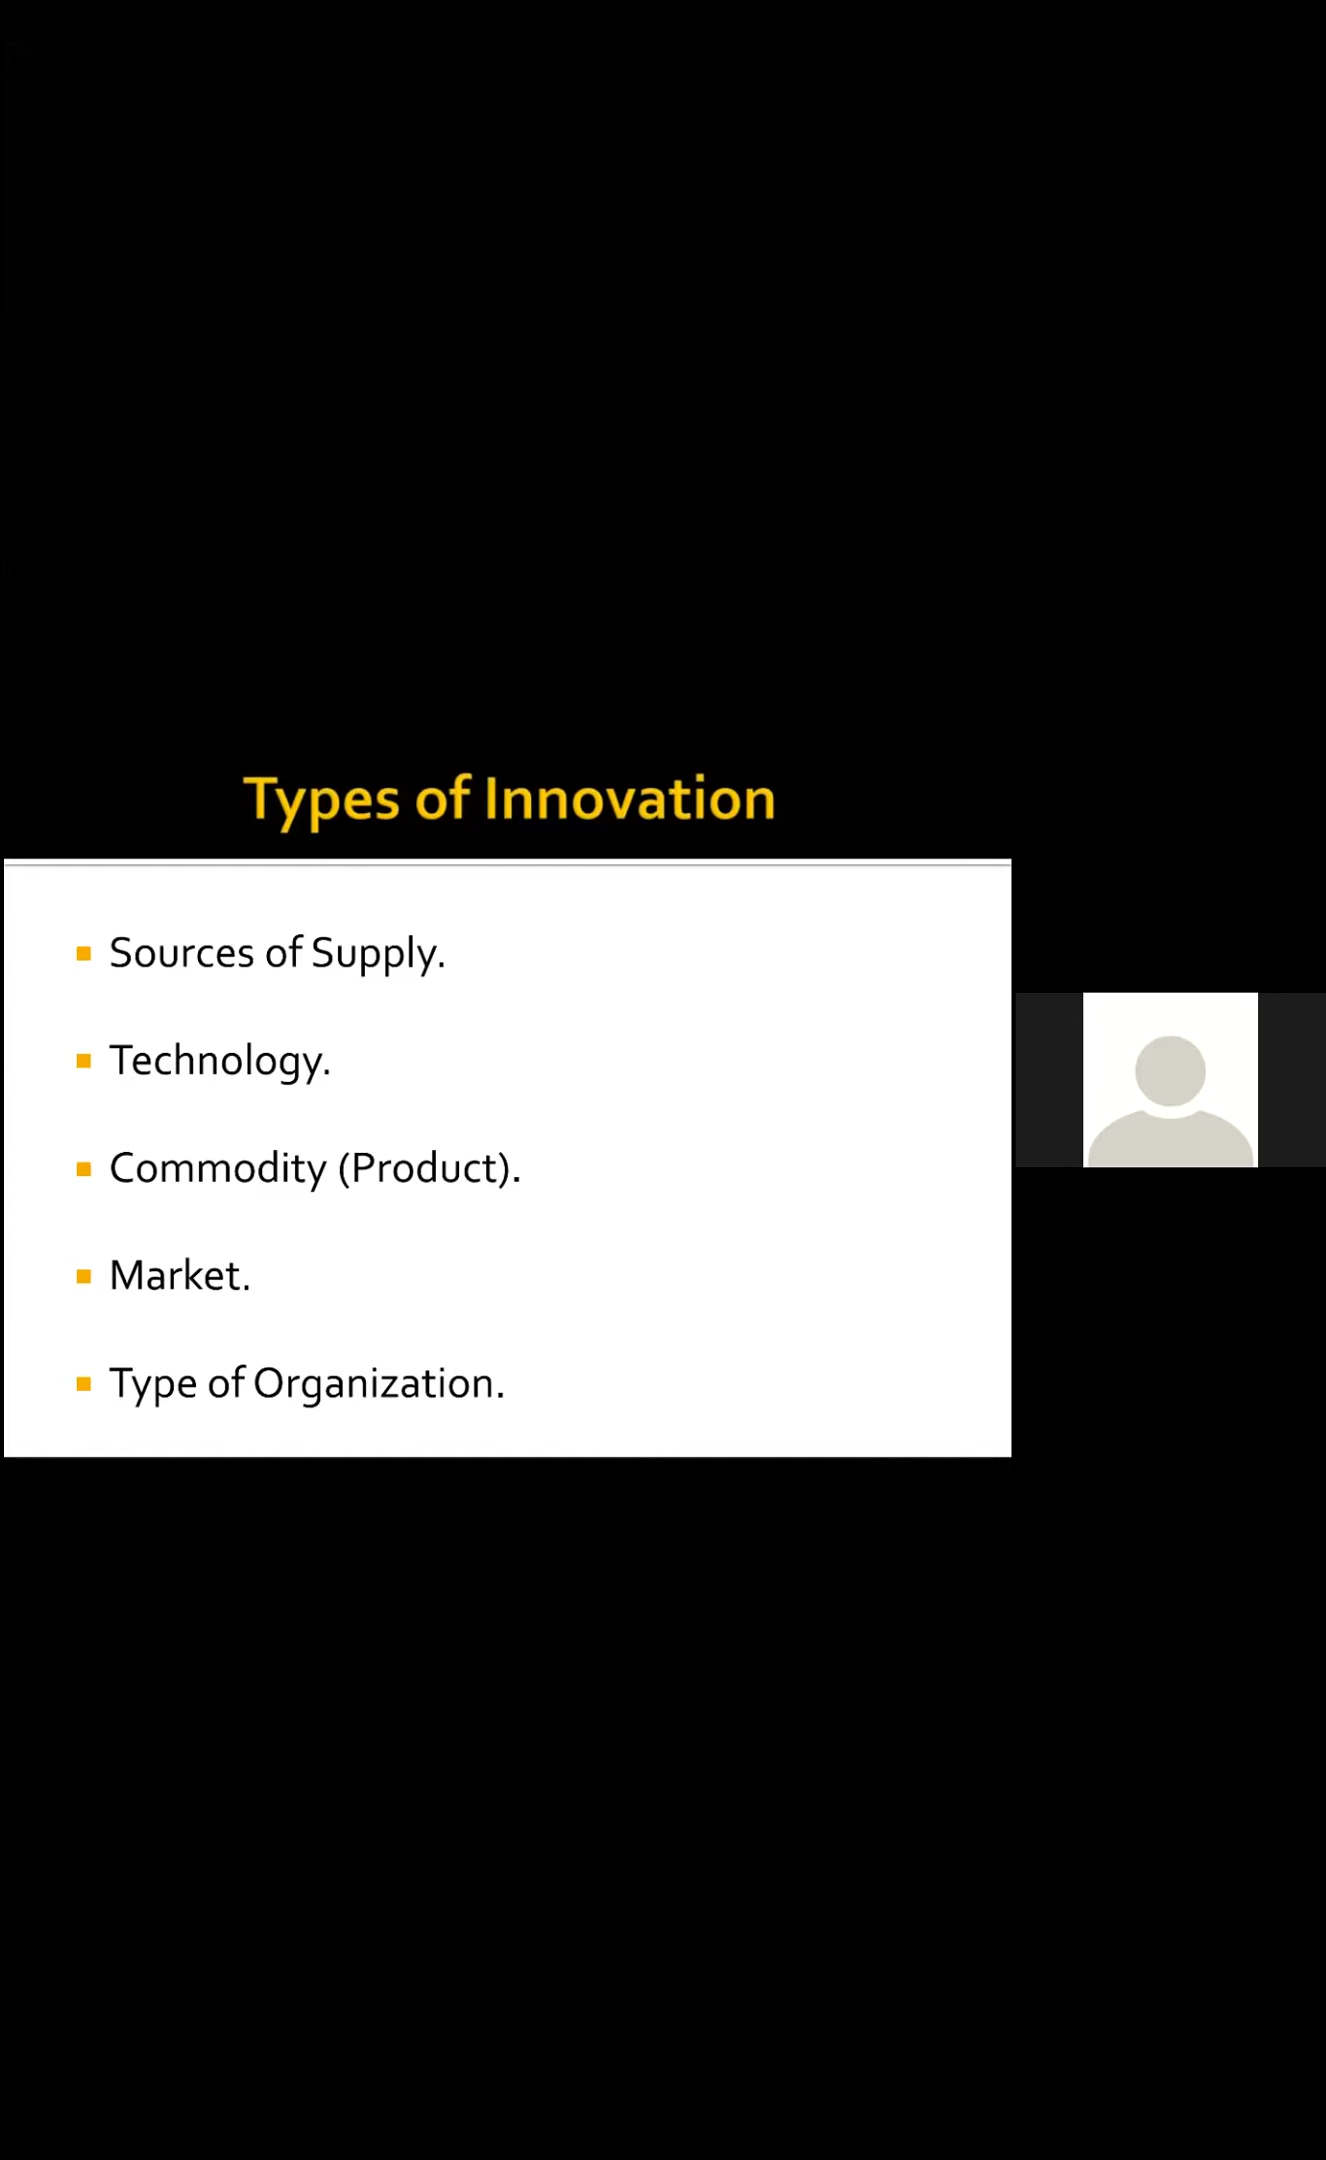 Types of Innovation
Sources of Supply.
Technology.
Commodity (Product).
Market.
Type of Organization.